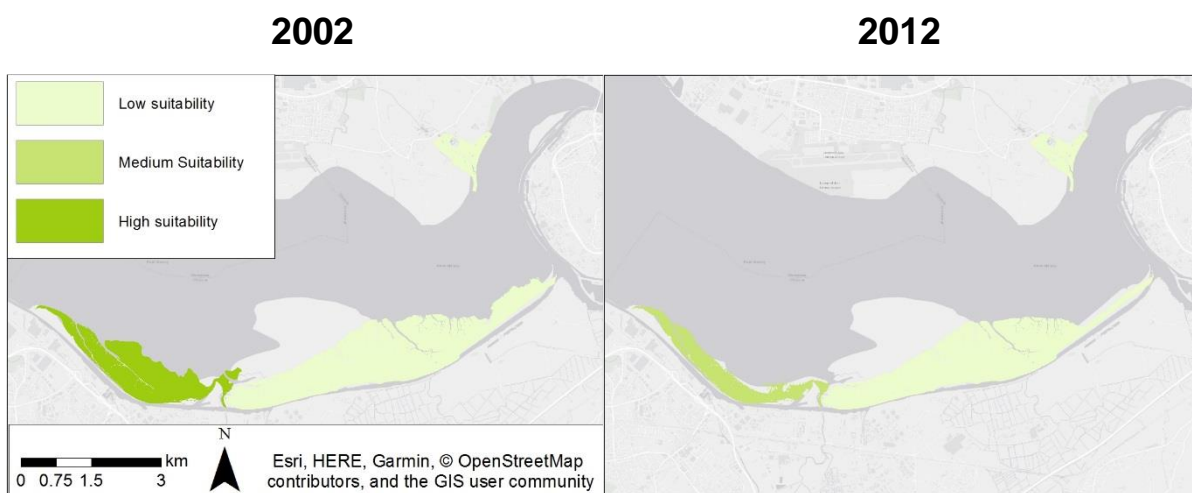 2002
2012
Low suitability
Medium Suitability
High suitability
N
km
0 0.75 1.5 3
Esri, HERE, Garmin, © OpenStreetMap
contributors, and the GIS user community